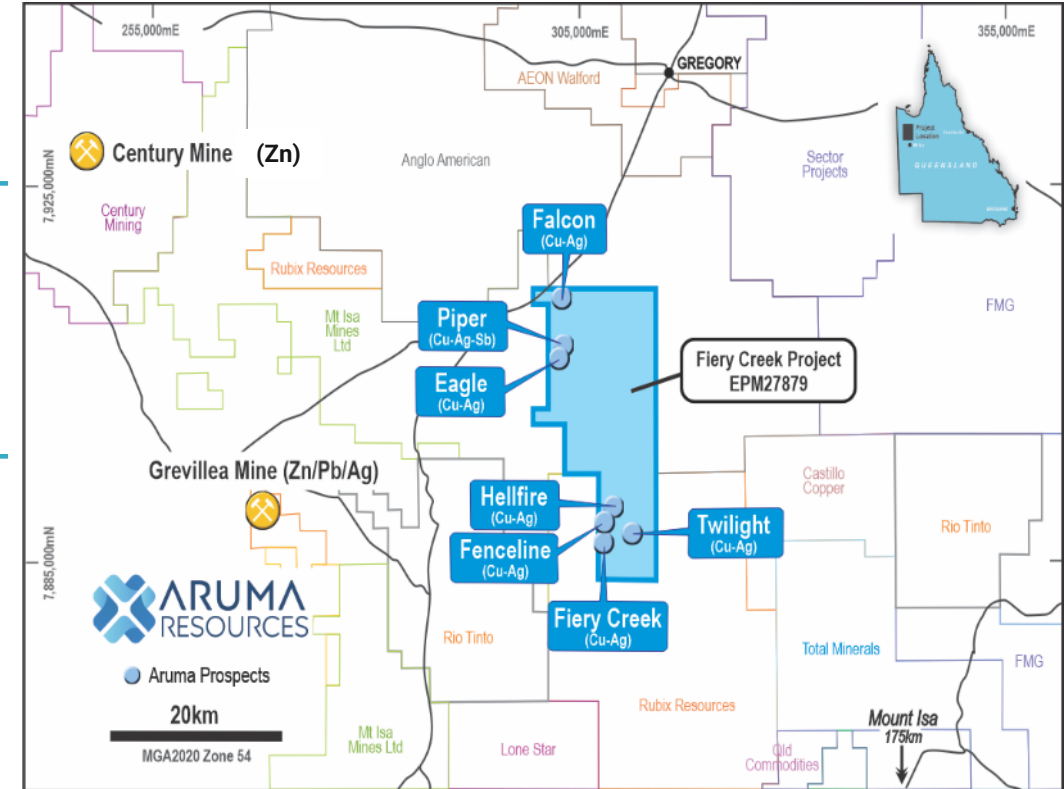 255,000mE
305,000mE
355,000mE
GREGORY
AEON Walford
Century Mine (Zn)
Anglo American
Sector
Projects
Project
Location
QUEENSLAND
BRISBANE
7,925,000mN
Century
Mining
Falcon
(Cu-Ag)
Rubix Resources
FMG
Mt Isa
Mines
Ltd
Piper
(Cu-Ag-Sb)
Fiery Creek Project
EPM27879
Eagle
(Cu-Ag)
Grevillea Mine (Zn/Pb/Ag)
Castillo
Copper
Hellfire
(Cu-Ag)
Twilight
(Cu-Ag)
Rio Tinto
Fenceline
(Cu-Ag)
7,885,000mN
ARUMA
RESOURCES
Fiery Creek
(Cu-Ag)
Rio Tinto
Total Minerals
FMG
Aruma Prospects
20km
MGA2020 Zone 54
Rubix Resources
Mount Isa
175km
Mt Isa
Mines Ltd
Lone Star
Qld
Commodities